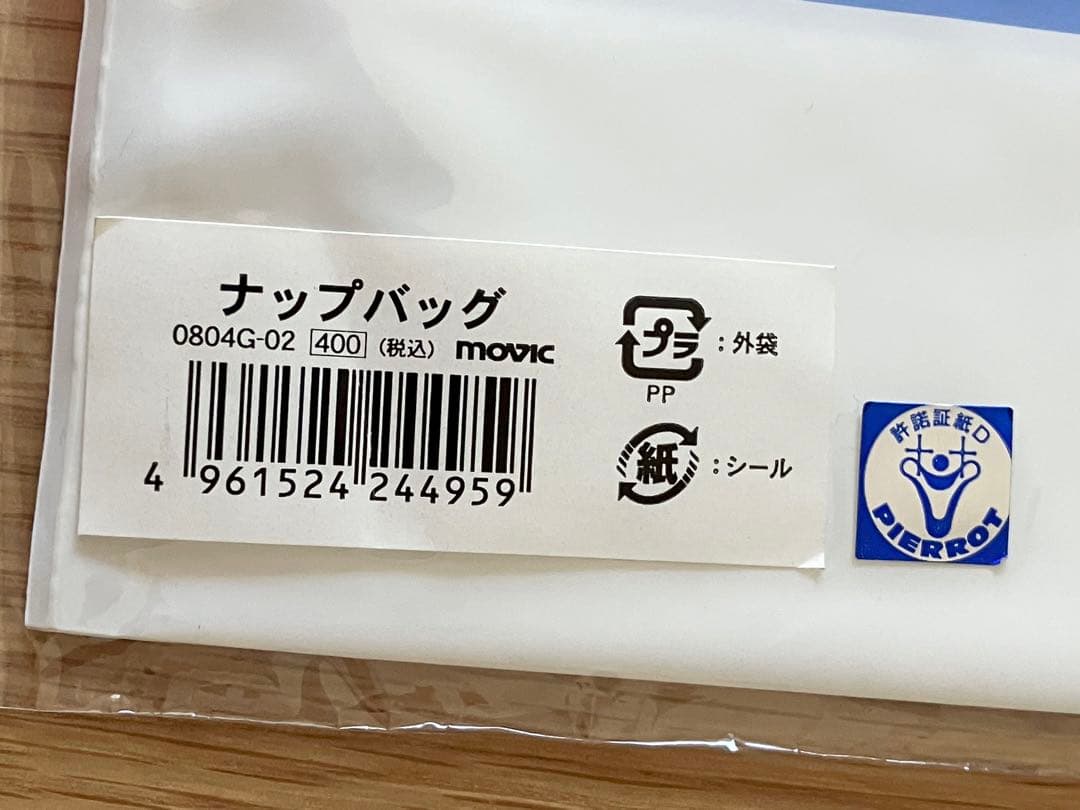 ナップバッグ
0804G-02 400 (税込) movic
4 961524 244959
プラ :外袋
PP
紙 :シール
許諾証紙D
PIERROT